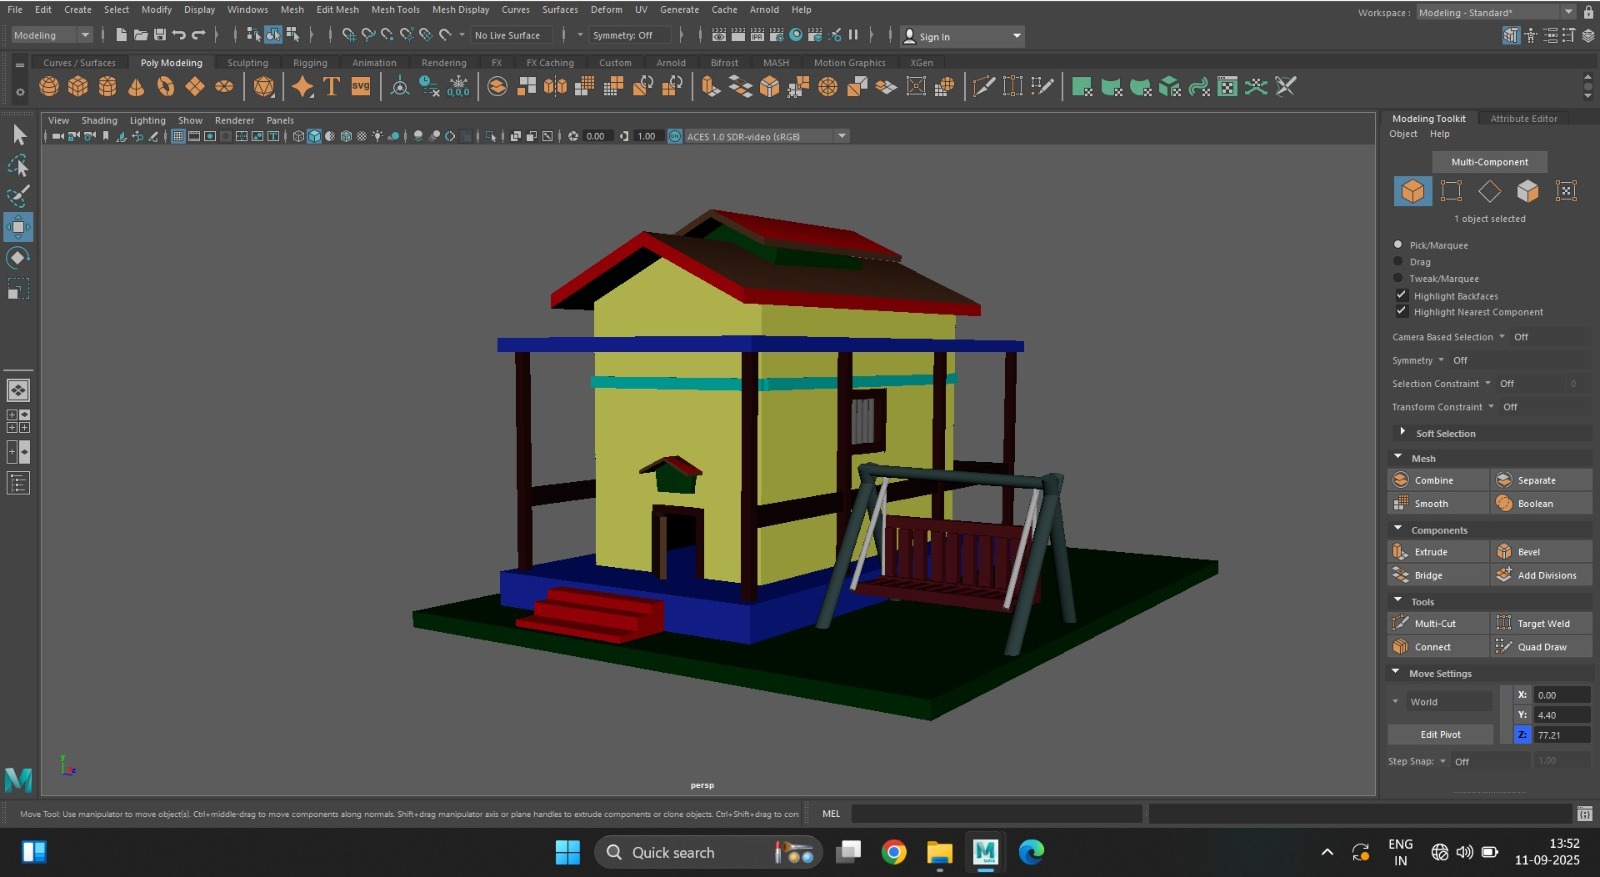 File Edit Create Select Modify Display Windows Mesh Edit Mesh Mesh Tools Mesh Display Curves Surfaces Deform UV Generate Cache Arnold Help
Workspace : Modeling - Standard*
Modeling No Live Surface Symmetry: Off Sign In
Curves / Surfaces Poly Modeling Sculpting Rigging Animation Rendering FX FX Caching Custom Arnold Bifrost MASH Motion Graphics XGen
SVG
0,0,0
View Shading Lighting Show Renderer Panels
0.00 1.00 ACES 1.0 SDR-video (sRGB)
Modeling Toolkit Attribute Editor
Object Help
Multi-Component
1 object selected
Pick/Marquee
Drag
Tweak/Marquee
Highlight Backfaces
Highlight Nearest Component
Camera Based Selection Off
Symmetry Off
Selection Constraint Off 0
Transform Constraint Off
Soft Selection
Mesh
Combine Separate
Smooth Boolean
Components
Extrude Bevel
Bridge Add Divisions
Tools
Multi-Cut Target Weld
Connect Quad Draw
Move Settings
World
X: 0.00
Y: 4.40
Edit Pivot
Z: 77.21
Step Snap: Off 1.00
persp
Move Tool: Use manipulator to move object(s). Ctrl+middle-drag to move components along normals. Shift+drag manipulator axis or plane handles to extrude components or clone objects. Ctrl+Shift+drag to con
MEL
Quick search
ENG
IN
13:52
11-09-2025